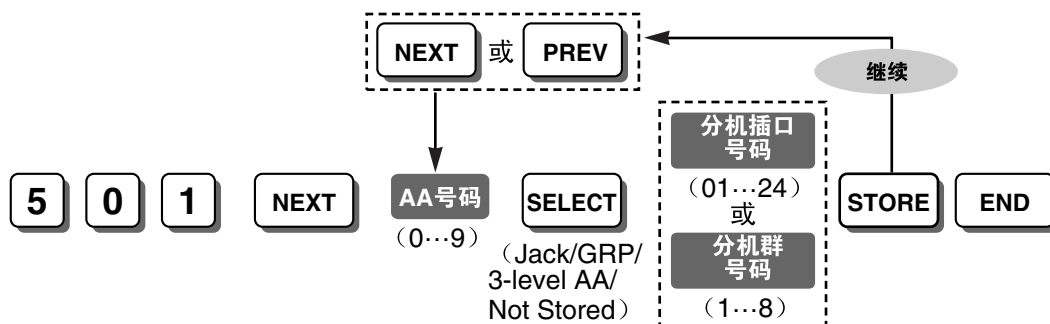 NEXT 或 PREV
继续
5 0 1 NEXT
AA号码
(0···9)
SELECT
(Jack/GRP/
3-level AA/
Not Stored)
分机插口
号码
(01···24)
或
分机群
号码
(1···8)
STORE END